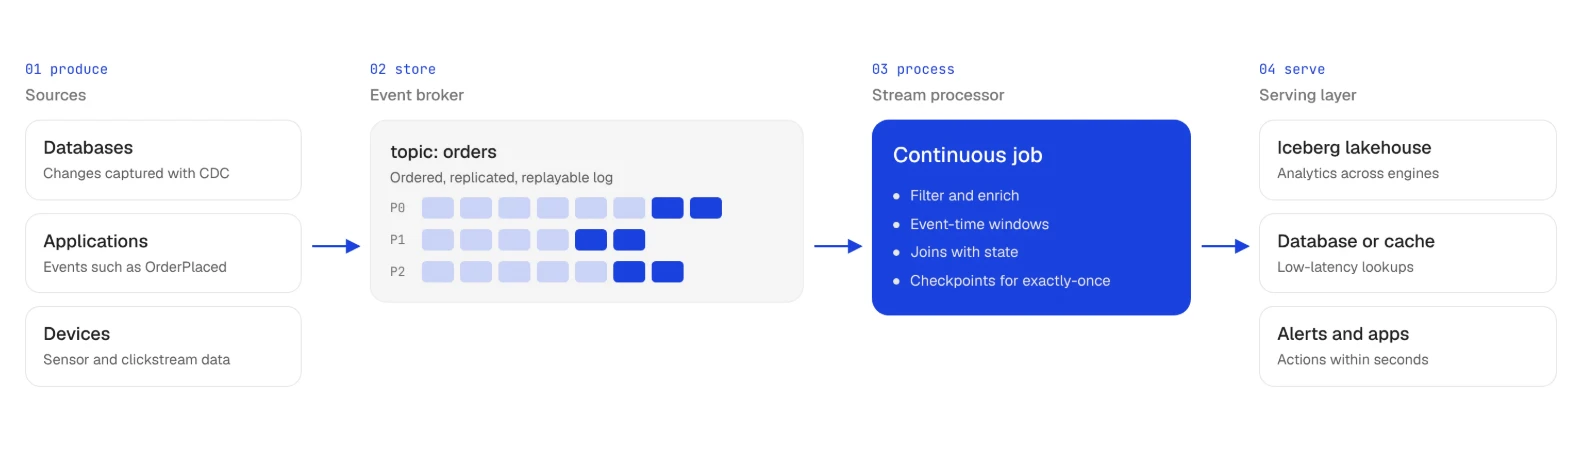 01 produce
Sources
Databases
Changes captured with CDC
Applications
Events such as OrderPlaced
Devices
Sensor and clickstream data
02 store
Event broker
topic: orders
Ordered, replicated, replayable log
P0
P1
P2
03 process
Stream processor
Continuous job
Filter and enrich
Event-time windows
Joins with state
Checkpoints for exactly-once
04 serve
Serving layer
Iceberg lakehouse
Analytics across engines
Database or cache
Low-latency lookups
Alerts and apps
Actions within seconds